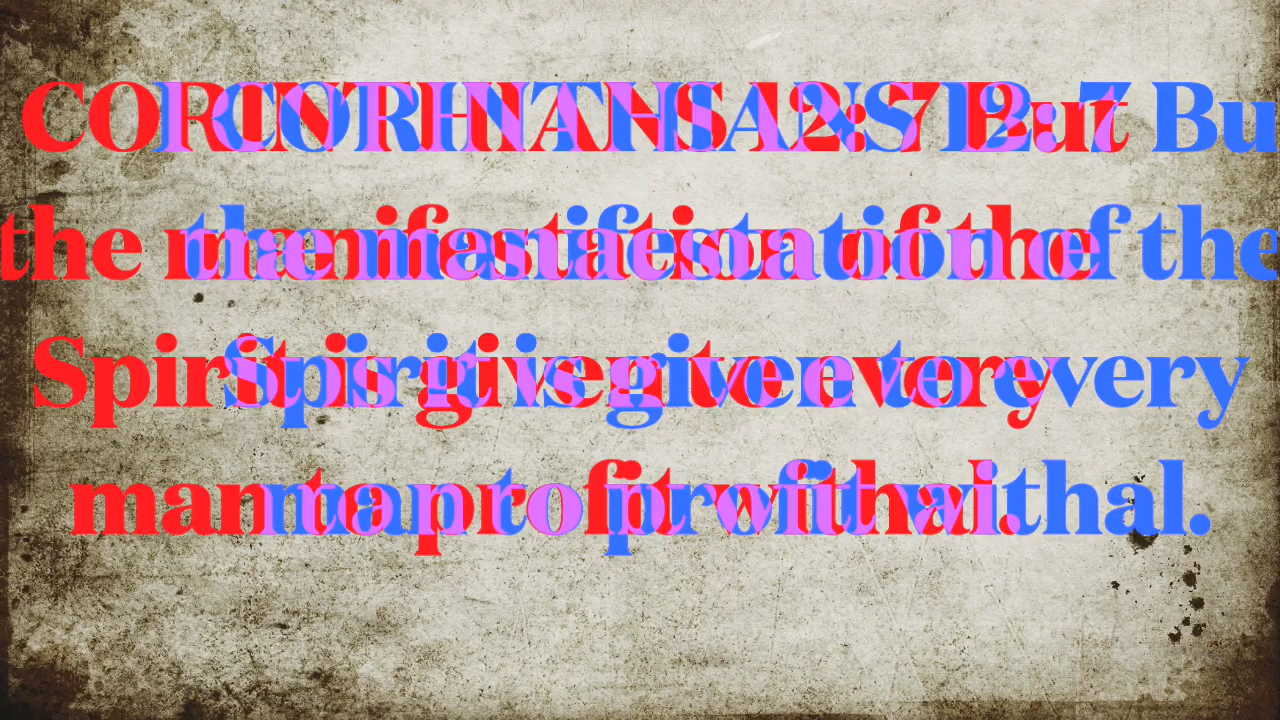 I CORINTHIANS 12: 7 But
the manifestation of the
Spirit is given to every
man to profit withal.